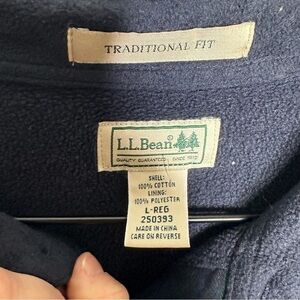 TRADITIONAL FIT
L.L.Bean®
QUALITY GUARANTEED SINCE 1912
SHELL:
100% COTTON
LINING:
100% POLYESTER
L-REG
250393
MADE IN CHINA
CARE ON REVERSE